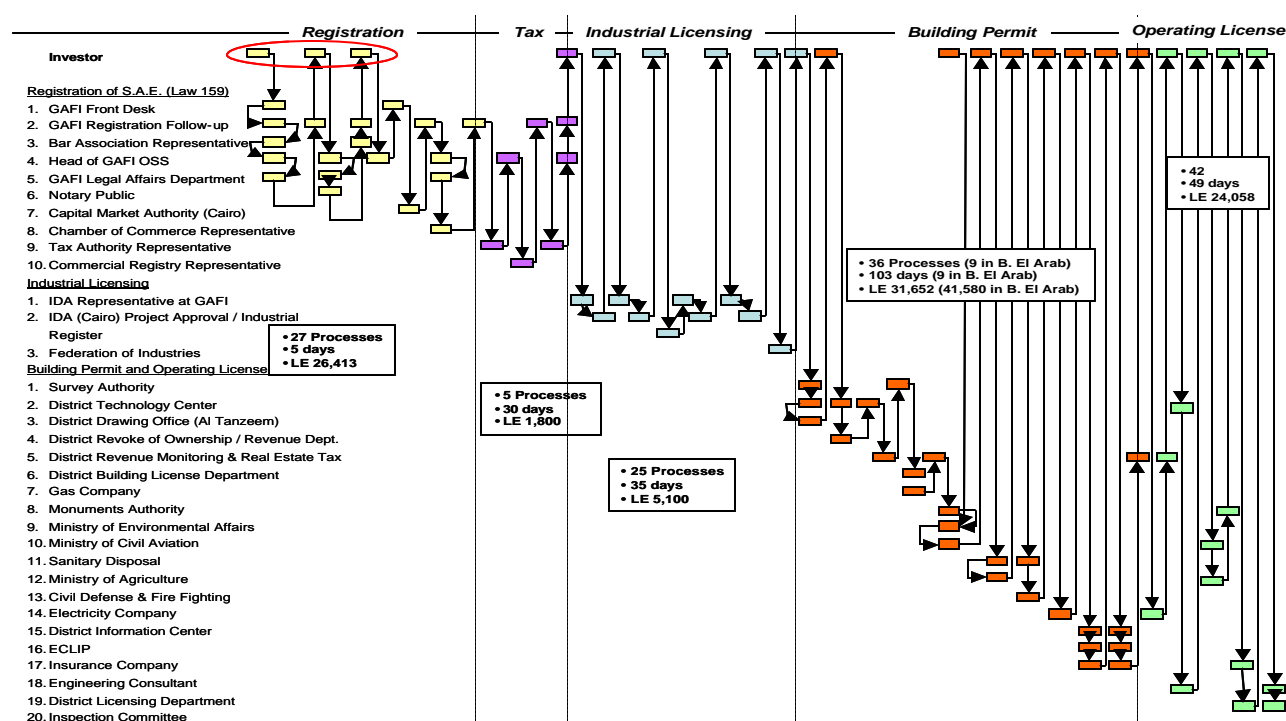 Registration
Tax
Industrial Licensing
Building Permit
Operating License
Investor
Registration of S.A.E. (Law 159)
1. GAFI Front Desk
2. GAFI Registration Follow-up
3. Bar Association Representative
4. Head of GAFI OSS
5. GAFI Legal Affairs Department
6. Notary Public
7. Capital Market Authority (Cairo)
8. Chamber of Commerce Representative
9. Tax Authority Representative
10. Commercial Registry Representative
Industrial Licensing
1. IDA Representative at GAFI
2. IDA (Cairo) Project Approval / Industrial
Register
3. Federation of Industries
Building Permit and Operating License
1. Survey Authority
2. District Technology Center
3. District Drawing Office (Al Tanzeem)
4. District Revoke of Ownership / Revenue Dept.
5. District Revenue Monitoring & Real Estate Tax
6. District Building License Department
7. Gas Company
8. Monuments Authority
9. Ministry of Environmental Affairs
10. Ministry of Civil Aviation
11. Sanitary Disposal
12. Ministry of Agriculture
13. Civil Defense & Fire Fighting
14. Electricity Company
15. District Information Center
16. ECLIP
17. Insurance Company
18. Engineering Consultant
19. District Licensing Department
20. Inspection Committee
• 27 Processes
• 5 days
• LE 26,413
• 5 Processes
• 30 days
• LE 1,800
• 25 Processes
• 35 days
• LE 5,100
• 36 Processes (9 in B. El Arab)
• 103 days (9 in B. El Arab)
• LE 31,652 (41,580 in B. El Arab)
• 42
• 49 days
• LE 24,058